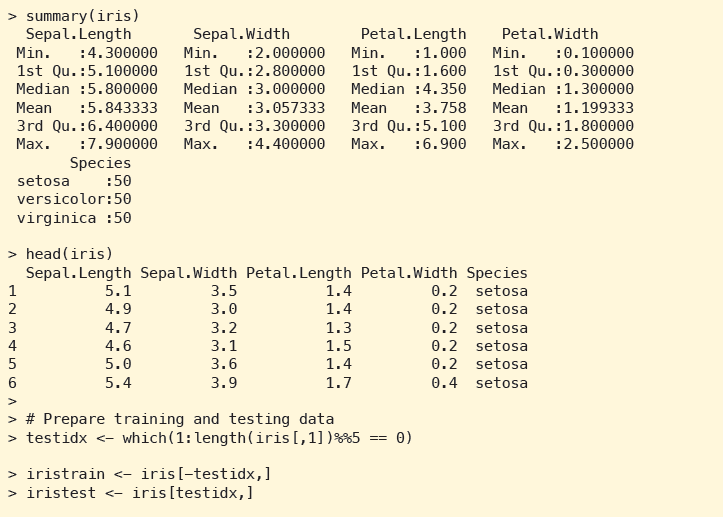 > summary(iris)
  Sepal.Length       Sepal.Width        Petal.Length    Petal.Width
 Min.   :4.300000   Min.   :2.000000   Min.   :1.000   Min.   :0.100000
 1st Qu.:5.100000   1st Qu.:2.800000   1st Qu.:1.600   1st Qu.:0.300000
 Median :5.800000   Median :3.000000   Median :4.350   Median :1.300000
 Mean   :5.843333   Mean   :3.057333   Mean   :3.758   Mean   :1.199333
 3rd Qu.:6.400000   3rd Qu.:3.300000   3rd Qu.:5.100   3rd Qu.:1.800000
 Max.   :7.900000   Max.   :4.400000   Max.   :6.900   Max.   :2.500000
       Species
 setosa    :50
 versicolor:50
 virginica :50

> head(iris)
  Sepal.Length Sepal.Width Petal.Length Petal.Width Species
1          5.1         3.5          1.4         0.2  setosa
2          4.9         3.0          1.4         0.2  setosa
3          4.7         3.2          1.3         0.2  setosa
4          4.6         3.1          1.5         0.2  setosa
5          5.0         3.6          1.4         0.2  setosa
6          5.4         3.9          1.7         0.4  setosa
>
> # Prepare training and testing data
> testidx <- which(1:length(iris[,1])%%5 == 0)

> iristrain <- iris[-testidx,]
> iristest <- iris[testidx,]